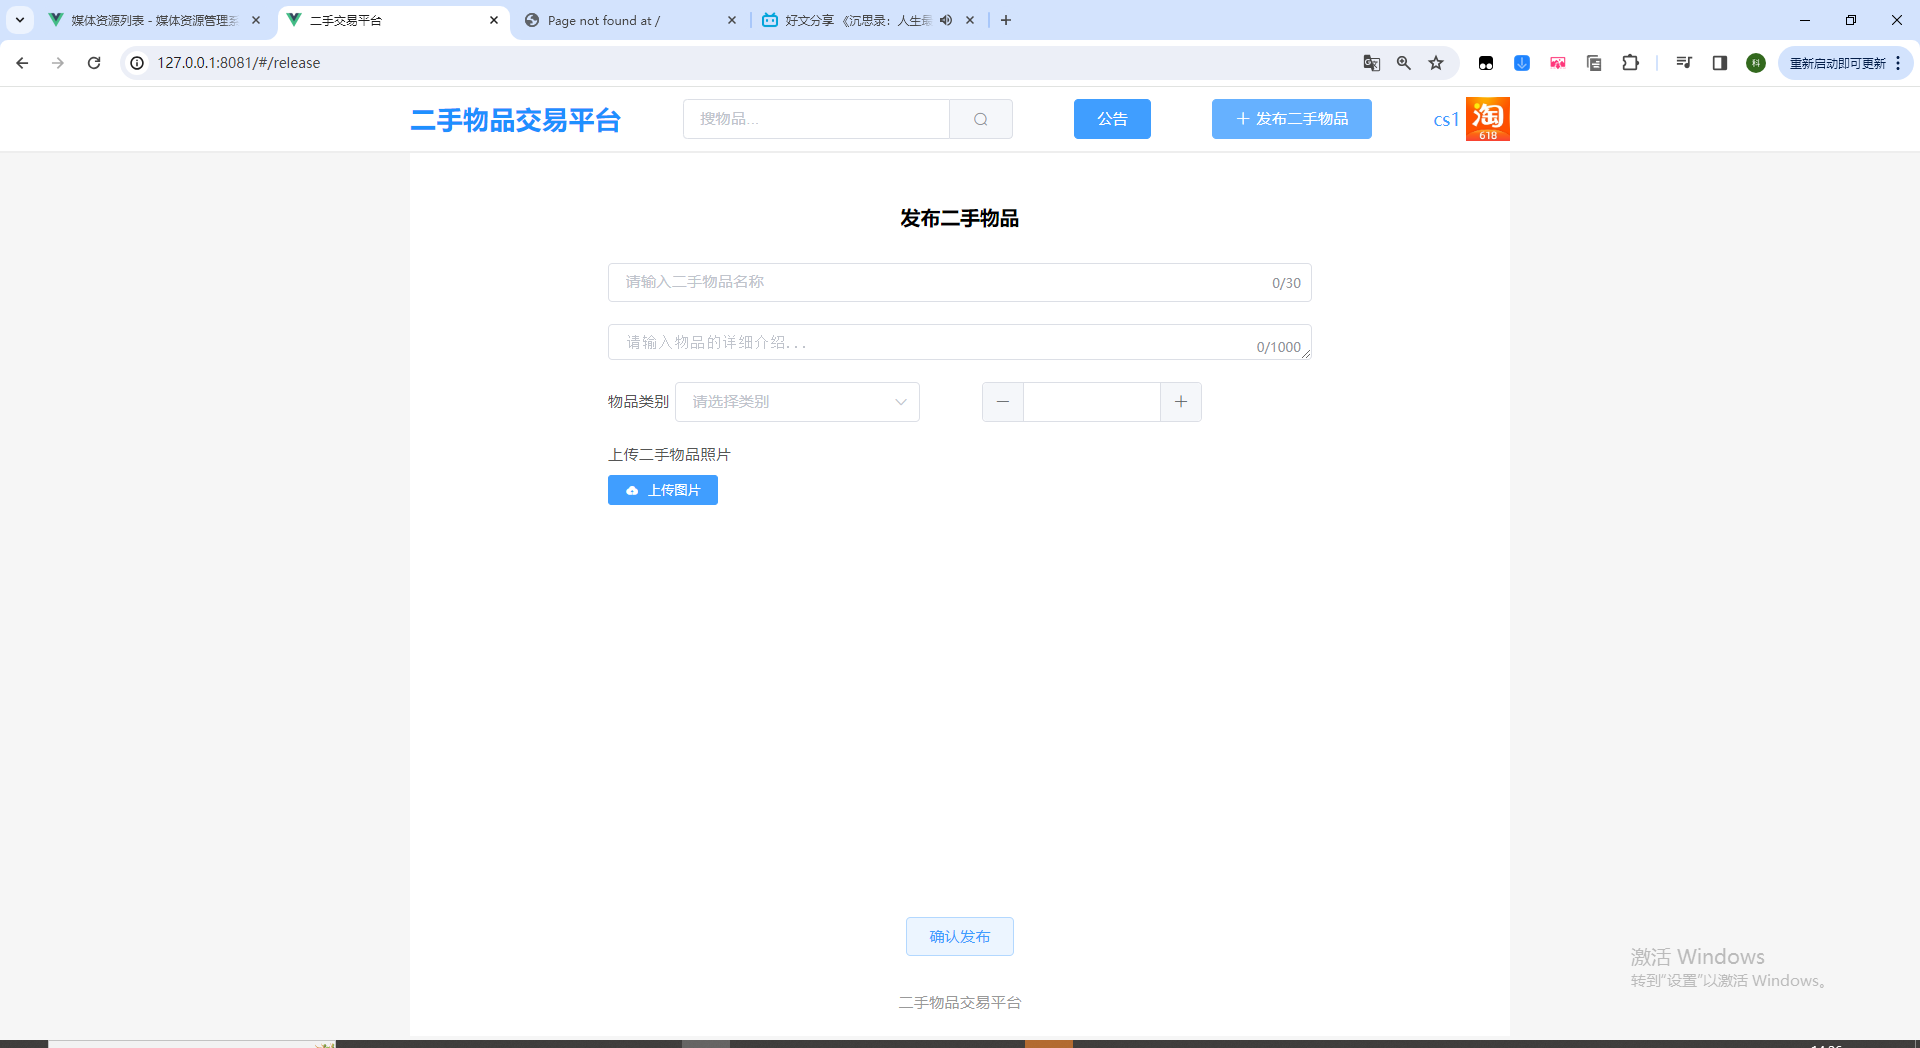 媒体资源列表 - 媒体资源管理系
二手交易平台
Page not found at /
好文分享 《沉思录：人生最
127.0.0.1:8081/#/release
重新启动即可更新
科
二手物品交易平台
搜物品...
公告
发布二手物品
cs1
淘
618
发布二手物品
请输入二手物品名称
0/30
请输入物品的详细介绍...
0/1000
物品类别
请选择类别
上传二手物品照片
上传图片
确认发布
二手物品交易平台
激活 Windows
转到"设置"以激活 Windows。